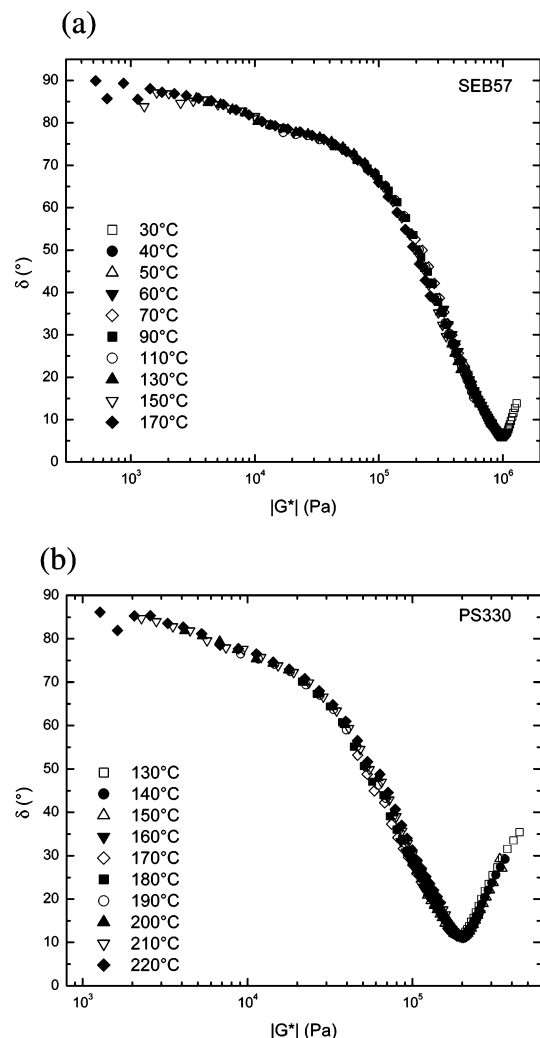 (a)
SEB57
90
80
70
60
50
40
30
20
10
0
δ (°)
30°C
40°C
50°C
60°C
70°C
90°C
110°C
130°C
150°C
170°C
10³ 10⁴ 10⁵ 10⁶
|G*| (Pa)
(b)
PS330
90
80
70
60
50
40
30
20
10
0
δ (°)
130°C
140°C
150°C
160°C
170°C
180°C
190°C
200°C
210°C
220°C
10³ 10⁴ 10⁵
|G*| (Pa)